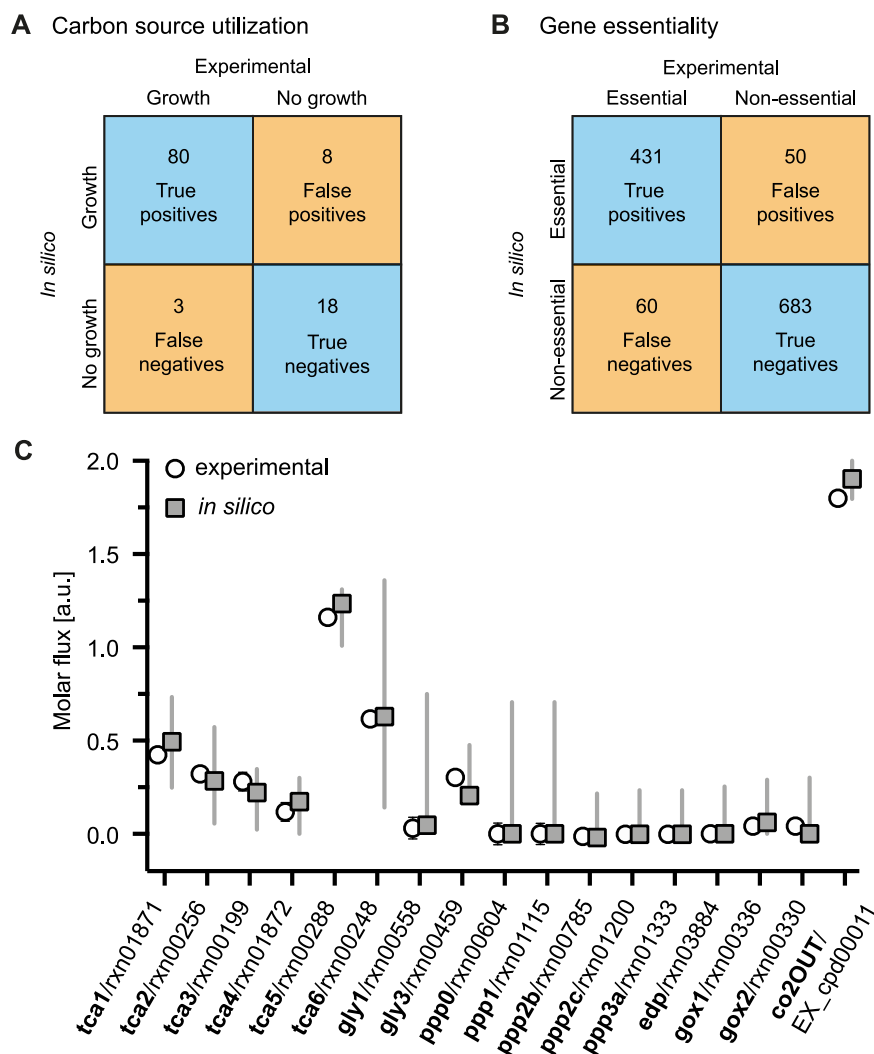 A Carbon source utilization
Experimental
Growth No growth
In silico
Growth
No growth
80
True
positives
8
False
positives
3
False
negatives
18
True
negatives
B Gene essentiality
Experimental
Essential Non-essential
In silico
Essential
Non-essential
431
True
positives
50
False
positives
60
False
negatives
683
True
negatives
C
experimental
in silico
Molar flux [a.u.]
2.0
1.5
1.0
0.5
0.0
tca1/rxn01871
tca2/rxn00256
tca3/rxn00199
tca4/rxn01872
tca5/rxn00288
tca6/rxn00248
gly1/rxn00558
gly3/rxn00459
ppp0/rxn00604
ppp1/rxn01115
ppp2b/rxn00785
ppp2c/rxn01200
ppp3a/rxn01333
edp/rxn03884
gox1/rxn00336
gox2/rxn00330
co2OUT/
EX_cpd00011